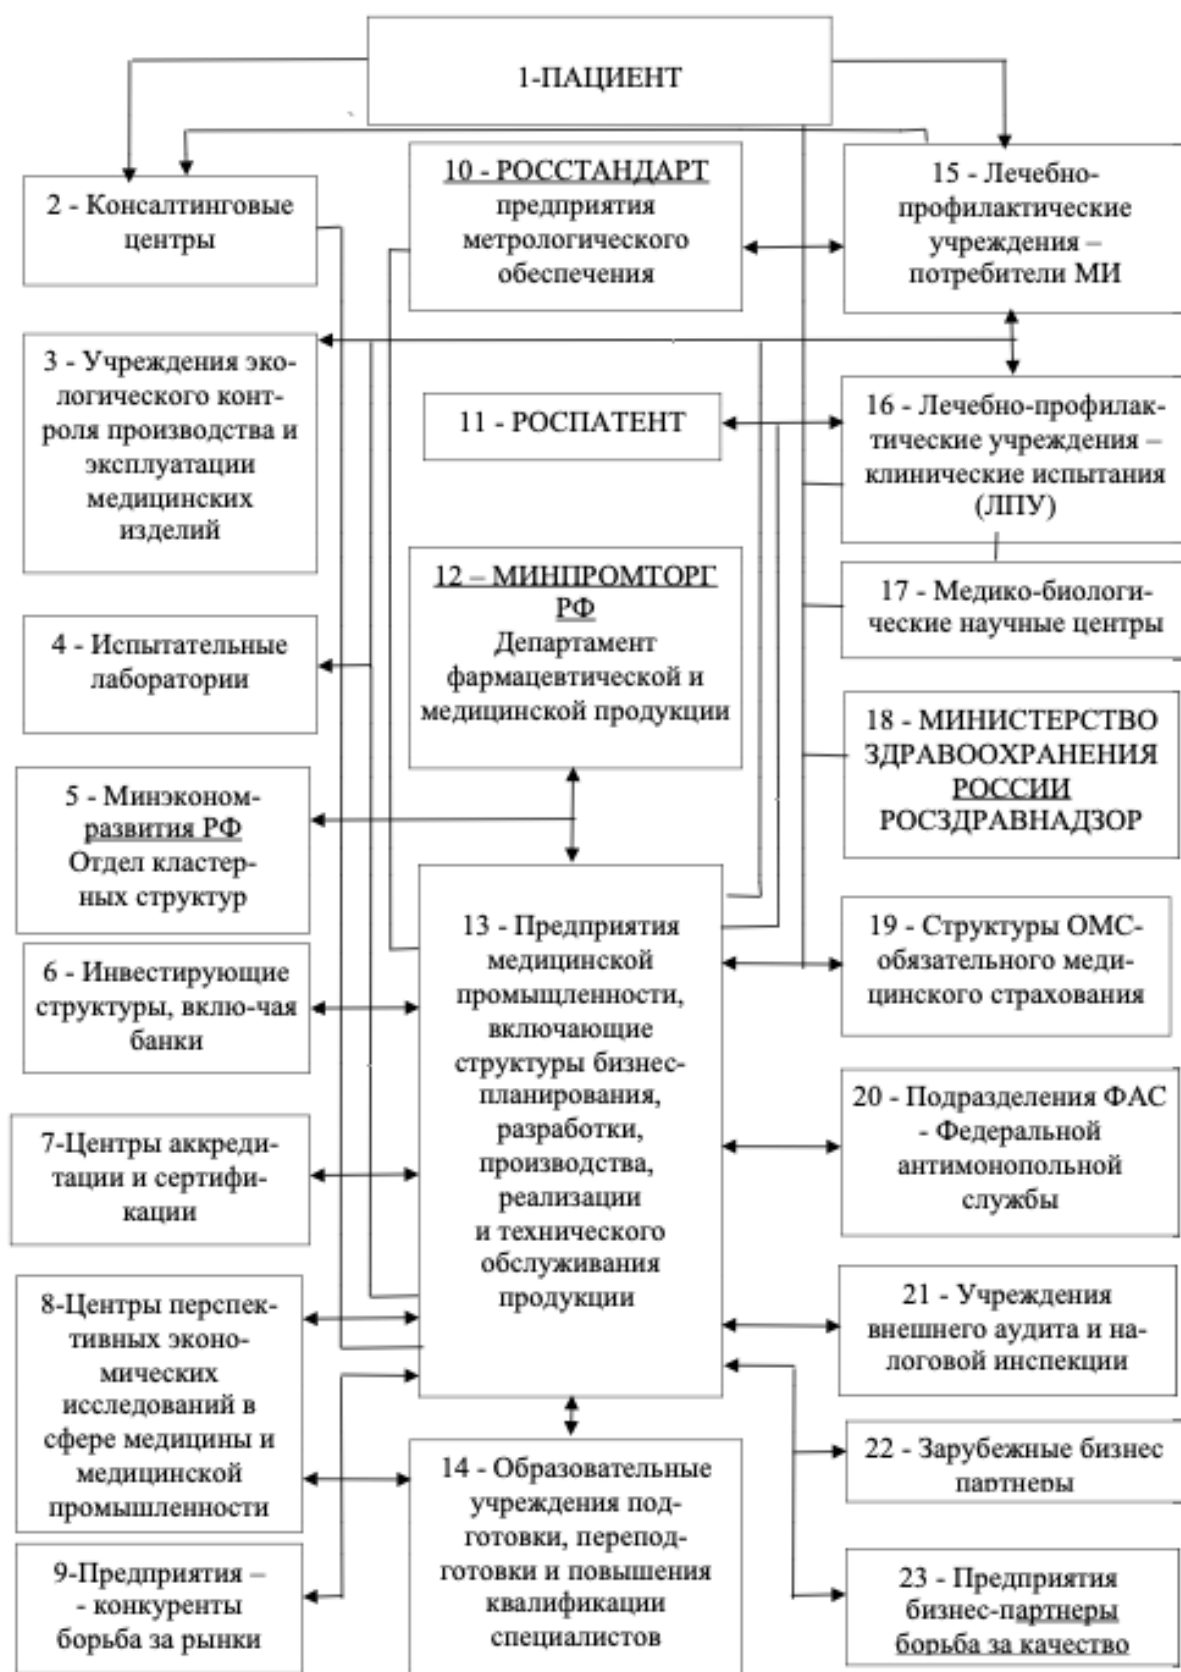 1-ПАЦИЕНТ
2 - Консалтинговые
центры
3 - Учреждения эко-
логического конт-
роля производства и
эксплуатации
медицинских
изделий
4 - Испытательные
лаборатории
5 - Минэконом-
развития РФ
Отдел кластер-
ных структур
6 - Инвестирующие
структуры, вклю-чая
банки
7-Центры аккреди-
тации и сертифи-
кации
8-Центры перспек-
тивных эконо-
мических
исследований в
сфере медицины и
медицинской
промышленности
9-Предприятия –
- конкуренты
борьба за рынки
10 - РОССТАНДАРТ
предприятия
метрологического
обеспечения
11 - РОСПАТЕНТ
12 – МИНПРОМТОРГ
РФ
Департамент
фармацевтической и
медицинской продукции
13 - Предприятия
медицинской
промыщленности,
включающие
структуры бизнес-
планирования,
разработки,
производства,
реализации
и технического
обслуживания
продукции
14 - Образовательные
учреждения под-
готовки, перепод-
готовки и повышения
квалификации
специалистов
15 - Лечебно-
профилактические
учреждения –
потребители МИ
16 - Лечебно-профилак-
тические учреждения –
клинические испытания
(ЛПУ)
17 - Медико-биологи-
ческие научные центры
18 - МИНИСТЕРСТВО
ЗДРАВООХРАНЕНИЯ
РОССИИ
РОСЗДРАВНАДЗОР
19 - Структуры ОМС-
обязательного меди-
цинского страхования
20 - Подразделения ФАС
- Федеральной
антимонопольной
службы
21 - Учреждения
внешнего аудита и на-
логовой инспекции
22 - Зарубежные бизнес
партнеры
23 - Предприятия
бизнес-партнеры
борьба за качество